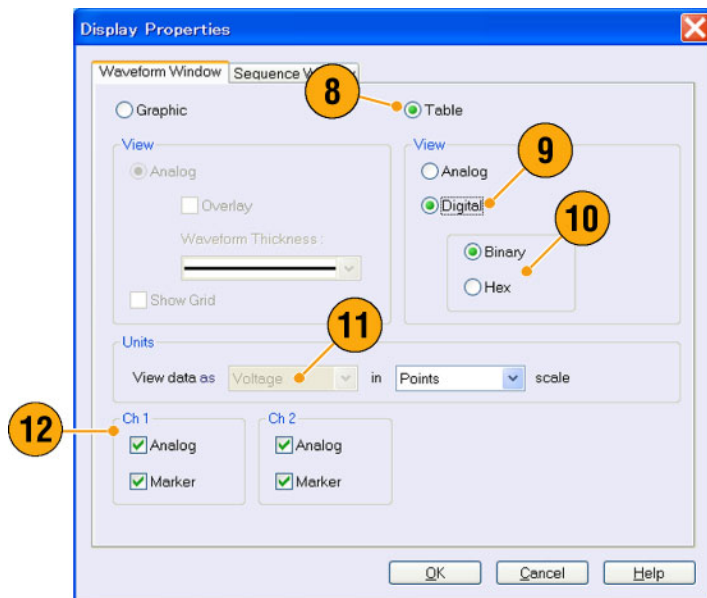 Display Properties
Waveform Window Sequence W
8
Graphic
Table
View
View
Analog
Analog
9
Overlay
Digital
Waveform Thickness :
10
Binary
Hex
Show Grid
11
Units
View data as Voltage in Points scale
12
Ch 1
Ch 2
Analog
Analog
Marker
Marker
OK Cancel Help